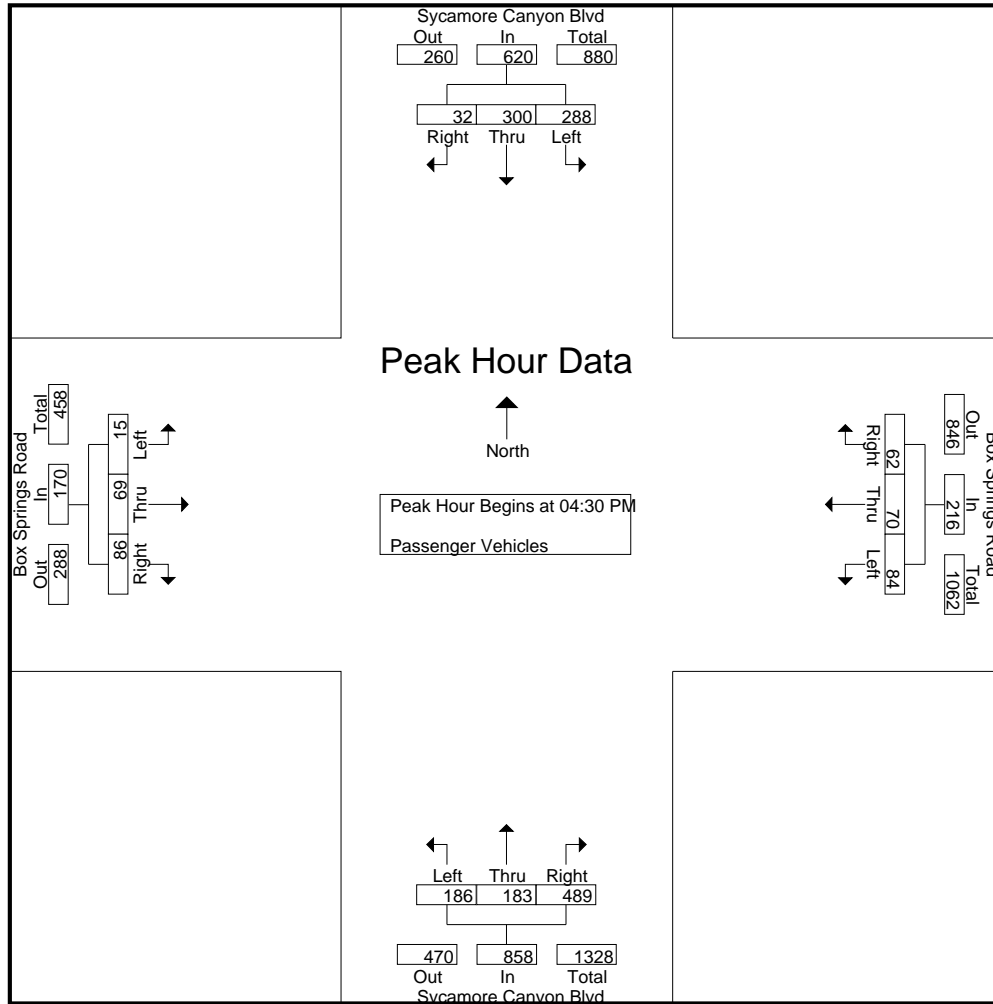 Sycamore Canyon Blvd
Out In Total
260 620 880
32 300 288
Right Thru Left
Peak Hour Data
North
Peak Hour Begins at 04:30 PM
Passenger Vehicles
Box Springs Road
Total In Out
458 170 288
15 69 86
Left Thru Right
Box Springs Road
Out In Total
846 216 1062
62 70 84
Right Thru Left
Left Thru Right
186 183 489
470 858 1328
Out In Total
Sycamore Canyon Blvd